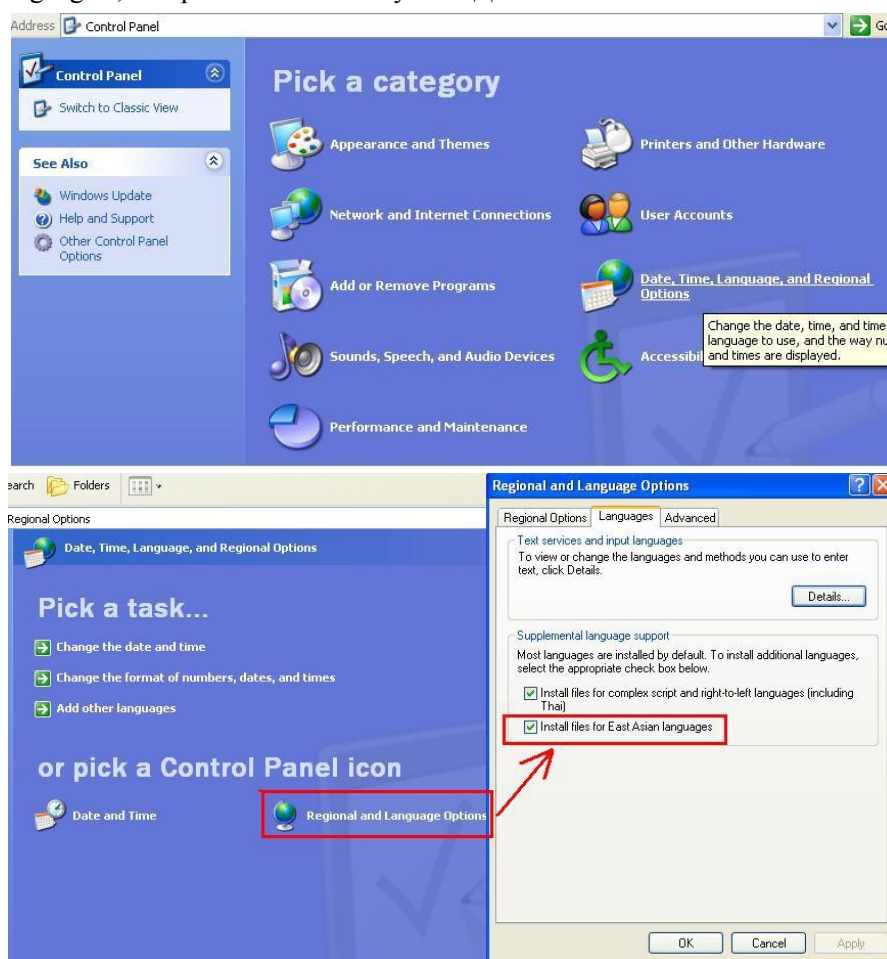 Address Control Panel Go
Control Panel
Switch to Classic View
See Also
Windows Update
Help and Support
Other Control Panel
Options
Pick a category
Appearance and Themes
Printers and Other Hardware
Network and Internet Connections
User Accounts
Add or Remove Programs
Date, Time, Language, and Regional
Options
Change the date, time, and time
language to use, and the way nu
and times are displayed.
Sounds, Speech, and Audio Devices
Accessibil
Performance and Maintenance
earch Folders
Regional Options
Date, Time, Language, and Regional Options
Pick a task...
Change the date and time
Change the format of numbers, dates, and times
Add other languages
or pick a Control Panel icon
Date and Time
Regional and Language Options
Regional and Language Options
Regional Options Languages Advanced
Text services and input languages
To view or change the languages and methods you can use to enter
text, click Details.
Details...
Supplemental language support
Most languages are installed by default. To install additional languages,
select the appropriate check box below.
Install files for complex script and right-to-left languages (including
Thai)
Install files for East Asian languages
OK Cancel Apply